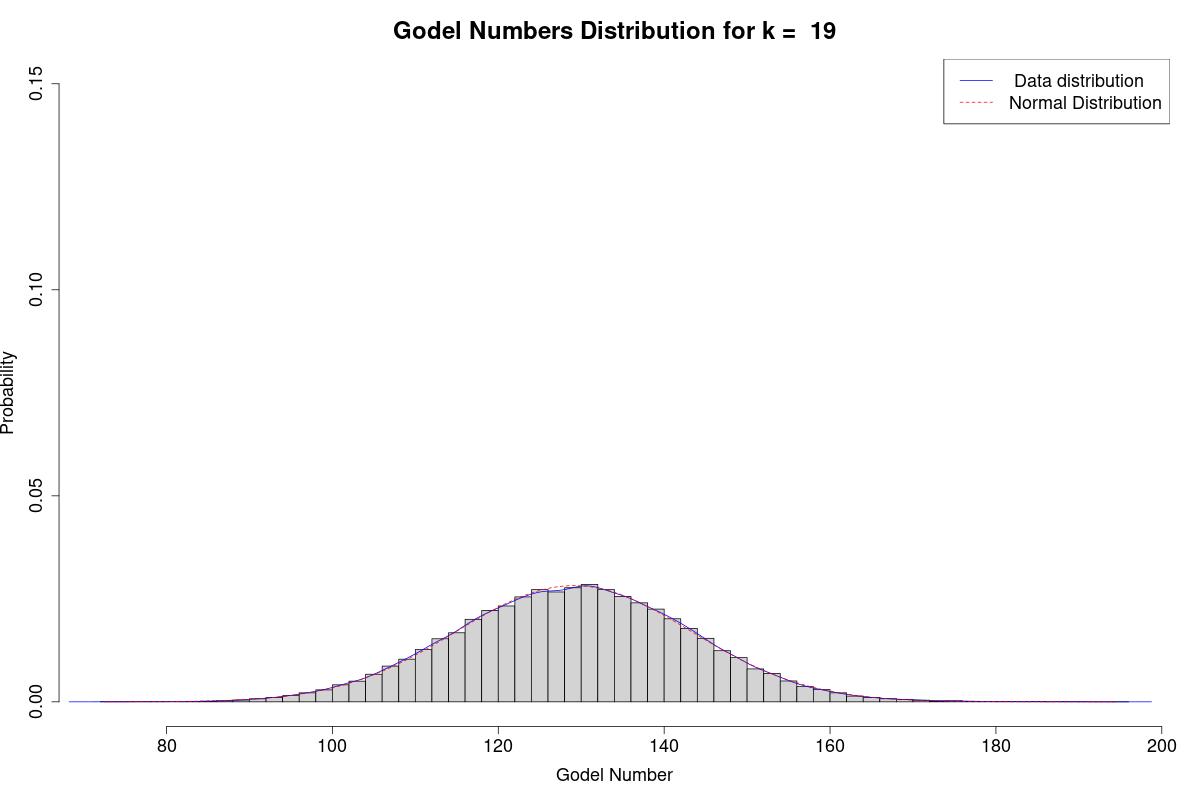 Godel Numbers Distribution for k =  19
Data distribution
Normal Distribution
0.15
0.10
0.05
0.00
Probability
80 100 120 140 160 180 200
Godel Number